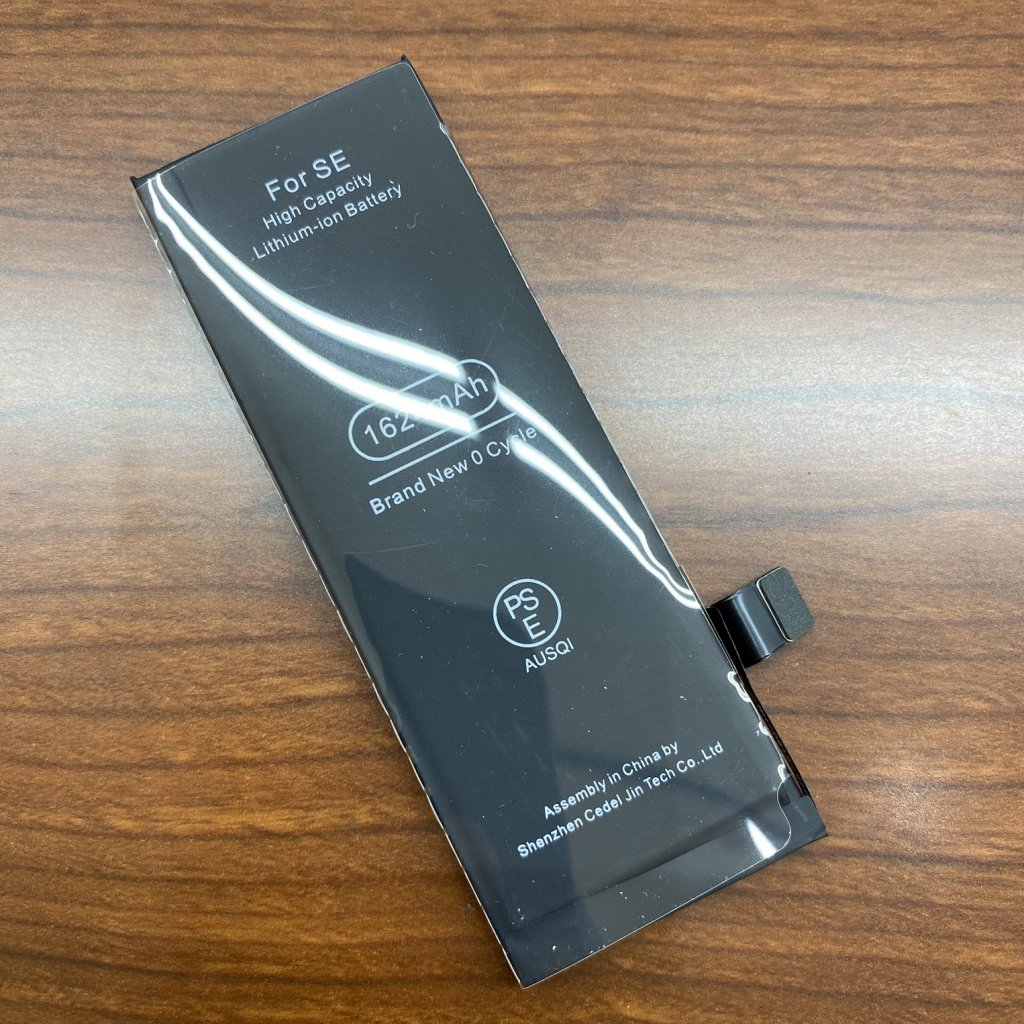 For SE
High Capacity
Lithium-ion Battery
Brand New 0 Cycle
PS
E
AUSQI
Assembly in China by
Shenzhen Cedel Jin Tech Co.,Ltd